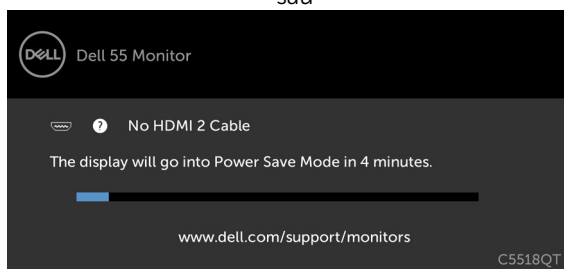 sau
DELL
Dell 55 Monitor
? No HDMI 2 Cable
The display will go into Power Save Mode in 4 minutes.
www.dell.com/support/monitors
C5518QT